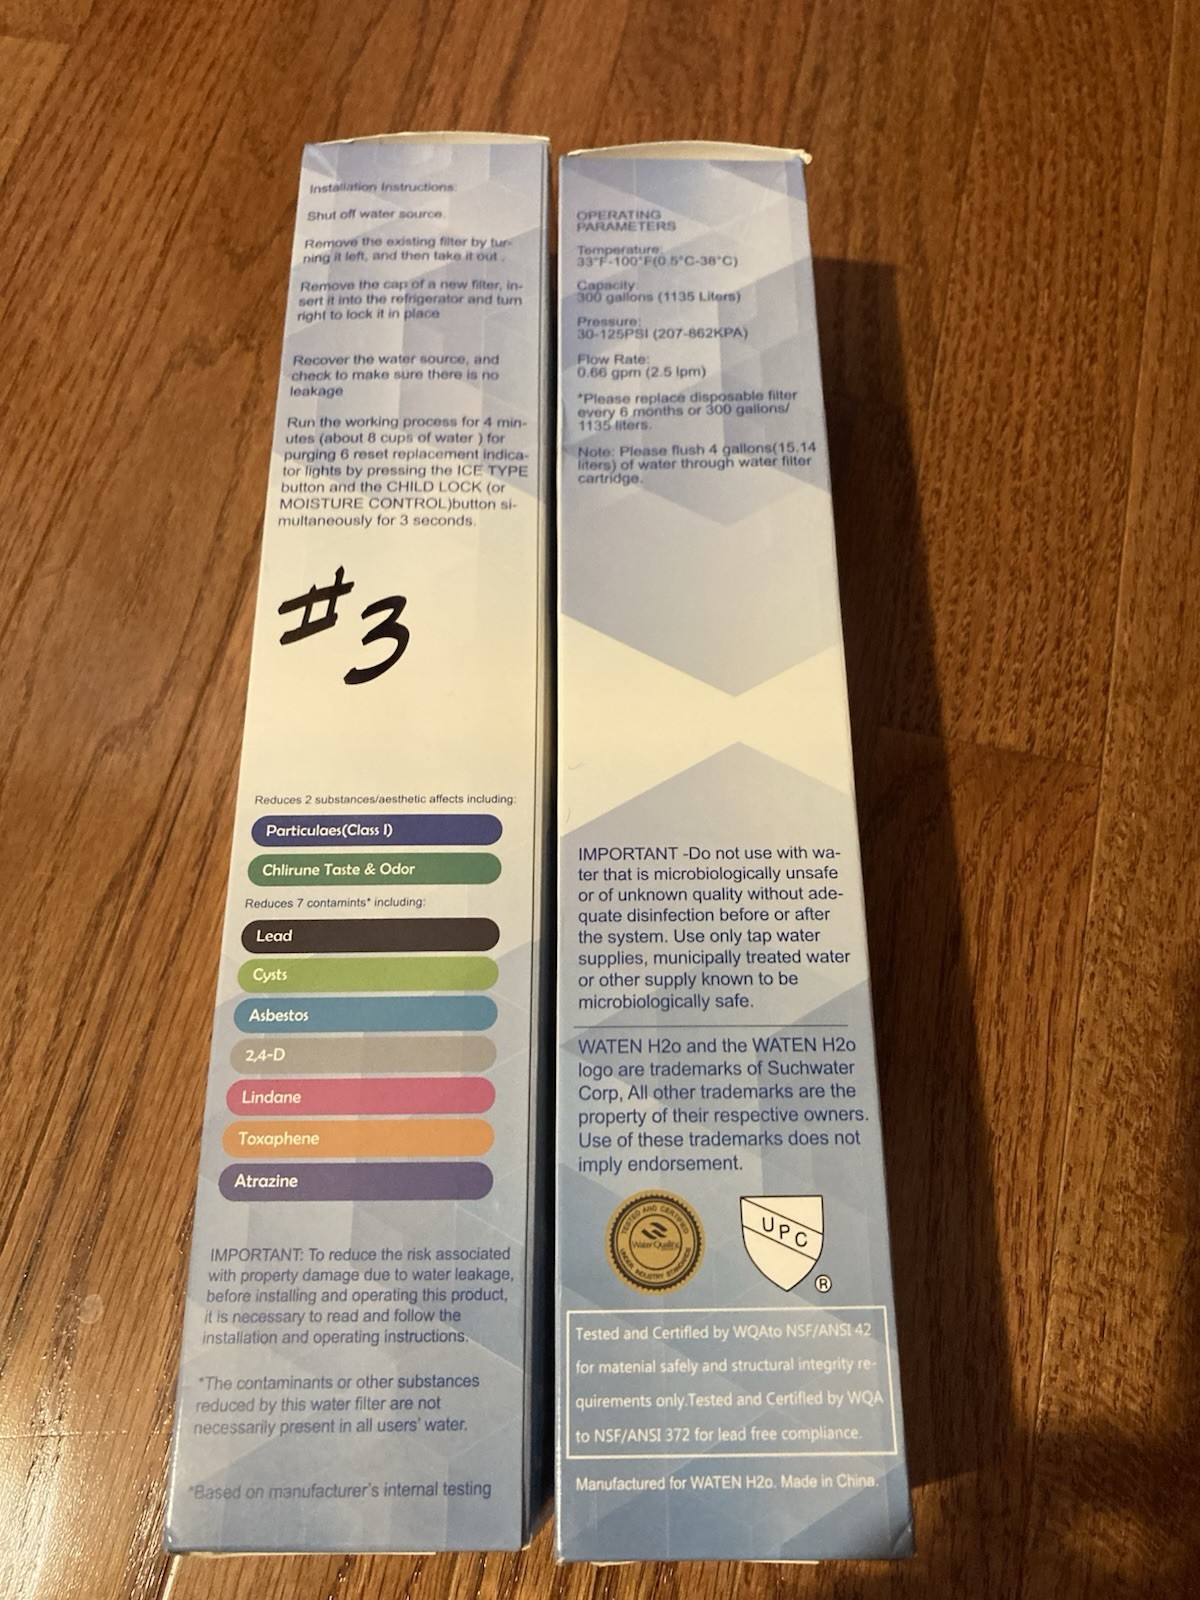 Installation Instructions:
Shut off water source.
Remove the existing filter by tur-
ning it left, and then take it out .
Remove the cap of a new filter, in-
sert it into the refrigerator and turn
right to lock it in place
Recover the water source, and
check to make sure there is no
leakage
Run the working process for 4 min-
utes (about 8 cups of water ) for
purging 6 reset replacement indica-
tor lights by pressing the ICE TYPE
button and the CHILD LOCK (or
MOISTURE CONTROL)button si-
multaneously for 3 seconds.
#3
Reduces 2 substances/aesthetic affects including:
Particulaes(Class I)
Chlirune Taste & Odor
Reduces 7 contamints* including:
Lead
Cysts
Asbestos
2,4-D
Lindane
Toxaphene
Atrazine
IMPORTANT: To reduce the risk associated
with property damage due to water leakage,
before installing and operating this product,
it is necessary to read and follow the
installation and operating instructions.
*The contaminants or other substances
reduced by this water filter are not
necessarily present in all users' water.
*Based on manufacturer's internal testing
OPERATING
PARAMETERS
Temperature:
33°F-100°F(0.5°C-38°C)
Capacity:
300 gallons (1135 Liters)
Pressure:
30-125PSI (207-862KPA)
Flow Rate:
0.66 gpm (2.5 lpm)
*Please replace disposable filter
every 6 months or 300 gallons/
1135 liters.
Note: Please flush 4 gallons(15.14
liters) of water through water filter
cartridge.
IMPORTANT -Do not use with wa-
ter that is microbiologically unsafe
or of unknown quality without ade-
quate disinfection before or after
the system. Use only tap water
supplies, municipally treated water
or other supply known to be
microbiologically safe.
WATEN H2o and the WATEN H2o
logo are trademarks of Suchwater
Corp, All other trademarks are the
property of their respective owners.
Use of these trademarks does not
imply endorsement.
TESTED AND CERTIFIED
Water Quality
UNDER INDUSTRY STANDARDS
UPC
®
Tested and Certifled by WQAto NSF/ANSI 42
for matenial safely and structural integrity re-
quirements only.Tested and Certified by WQA
to NSF/ANSI 372 for lead free compliance.
Manufactured for WATEN H2o. Made in China.